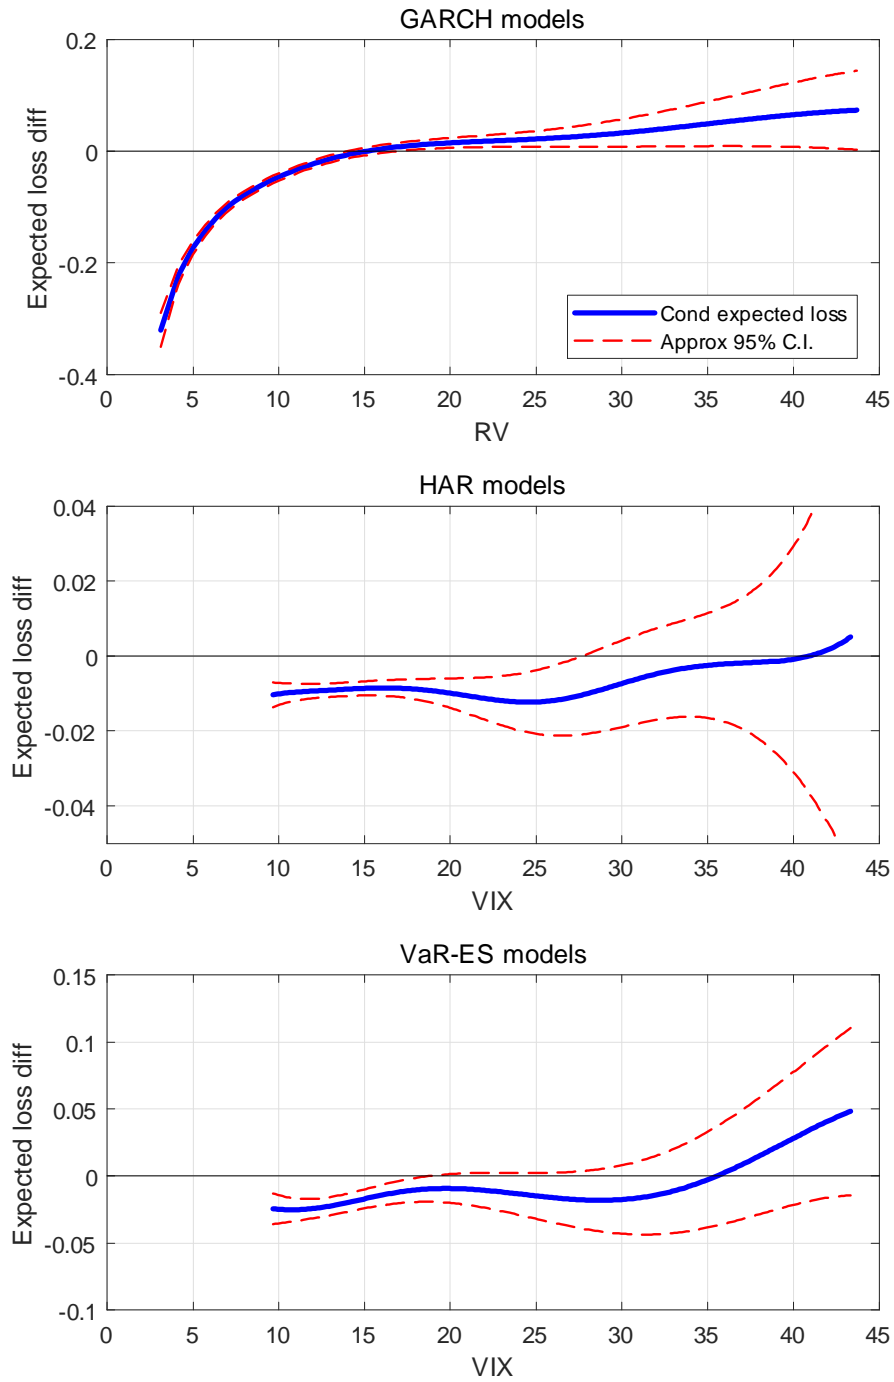 GARCH models
0.2
0
-0.2
-0.4
Expected loss diff
Cond expected loss
Approx 95% C.I.
0 5 10 15 20 25 30 35 40 45
RV
HAR models
0.04
0.02
0
-0.02
-0.04
Expected loss diff
0 5 10 15 20 25 30 35 40 45
VIX
VaR-ES models
0.15
0.1
0.05
0
-0.05
-0.1
Expected loss diff
0 5 10 15 20 25 30 35 40 45
VIX